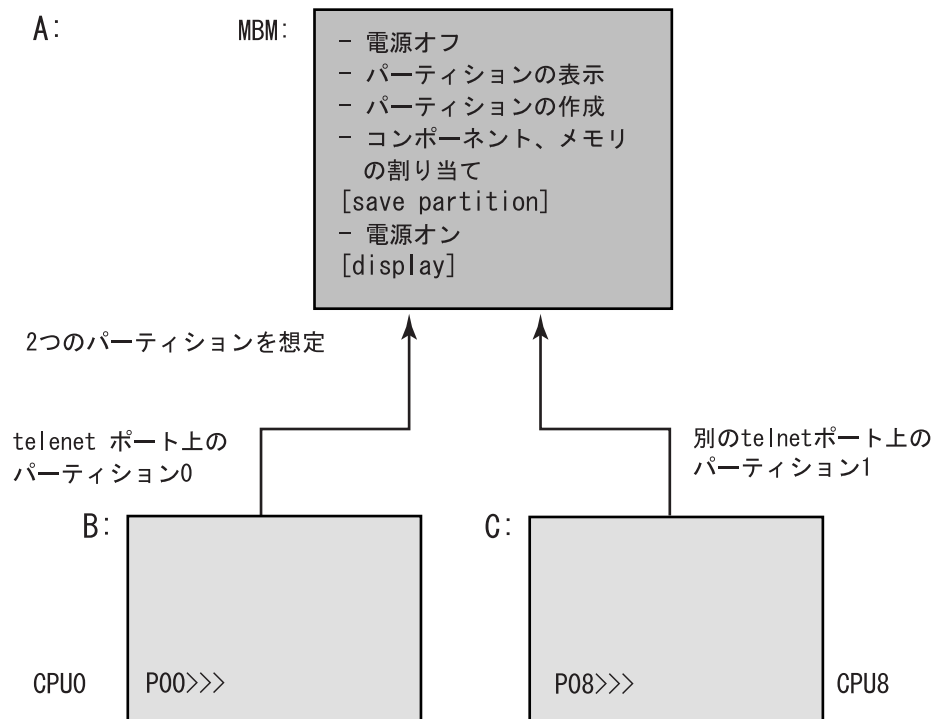 A:
MBM:
- 電源オフ
- パーティションの表示
- パーティションの作成
- コンポーネント、メモリ
の割り当て
[save partition]
- 電源オン
[display]
2つのパーティションを想定
telenet ポート上の
パーティション0
別のtelnetポート上の
パーティション1
B:
C:
CPU0
P00>>>
P08>>>
CPU8